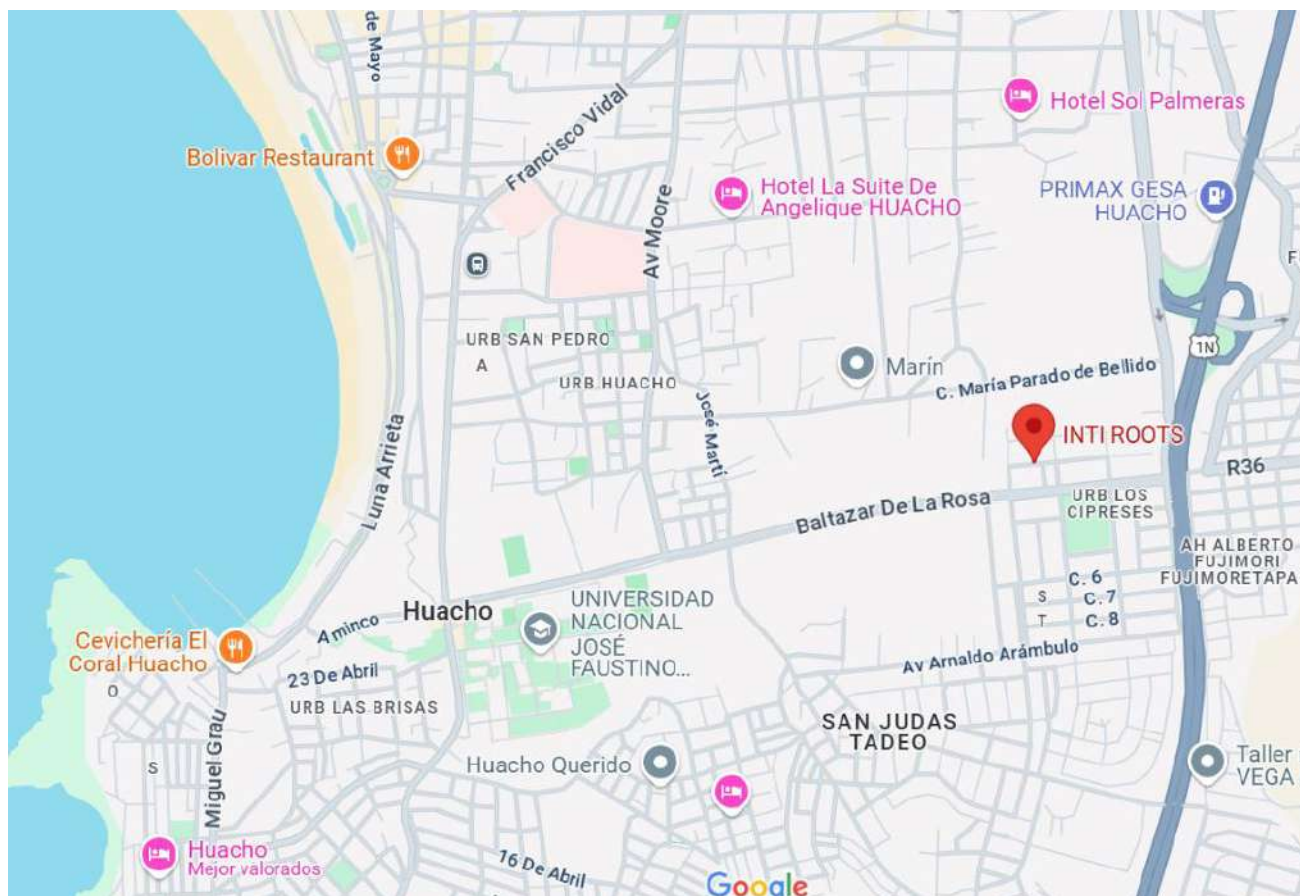 de Mayo
Bolivar Restaurant
Francisco Vidal
Av Moore
Hotel Sol Palmeras
Hotel La Suite De
Angelique HUACHO
PRIMAX GESA
HUACHO
F
1N
URB SAN PEDRO
A
URB HUACHO
Marín
C. María Parado de Bellido
José Martí
INTI ROOTS
Luna Arrieta
R36
Baltazar De La Rosa
URB LOS
CIPRESES
AH ALBERTO
FUJIMORI
FUJIMORETAPA
C. 6
S
C. 7
T
C. 8
Huacho
Aminco
UNIVERSIDAD
NACIONAL
JOSÉ
FAUSTINO...
Cevichería El
Coral Huacho
O
23 De Abril
URB LAS BRISAS
Av Arnaldo Arámbulo
SAN JUDAS
TADEO
S
Miguel Grau
Huacho Querido
Taller
VEGA
Huacho
Mejor valorados
16 De Abril
Google